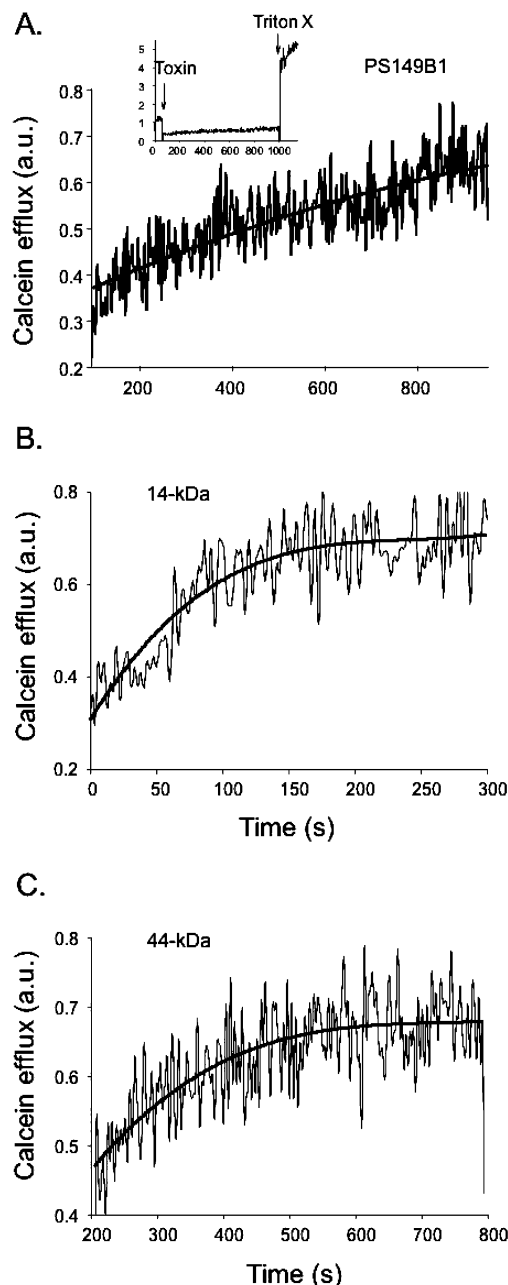 A.
Triton X
Toxin
PS149B1
5
4
3
2
1
0
0 200 400 600 800 1000
Calcein efflux (a.u.)
0.8
0.7
0.6
0.5
0.4
0.3
0.2
200 400 600 800
B.
14-kDa
Calcein efflux (a.u.)
0.8
0.6
0.4
0.2
0 50 100 150 200 250 300
Time (s)
C.
44-kDa
Calcein efflux (a.u.)
0.8
0.7
0.6
0.5
0.4
200 300 400 500 600 700 800
Time (s)